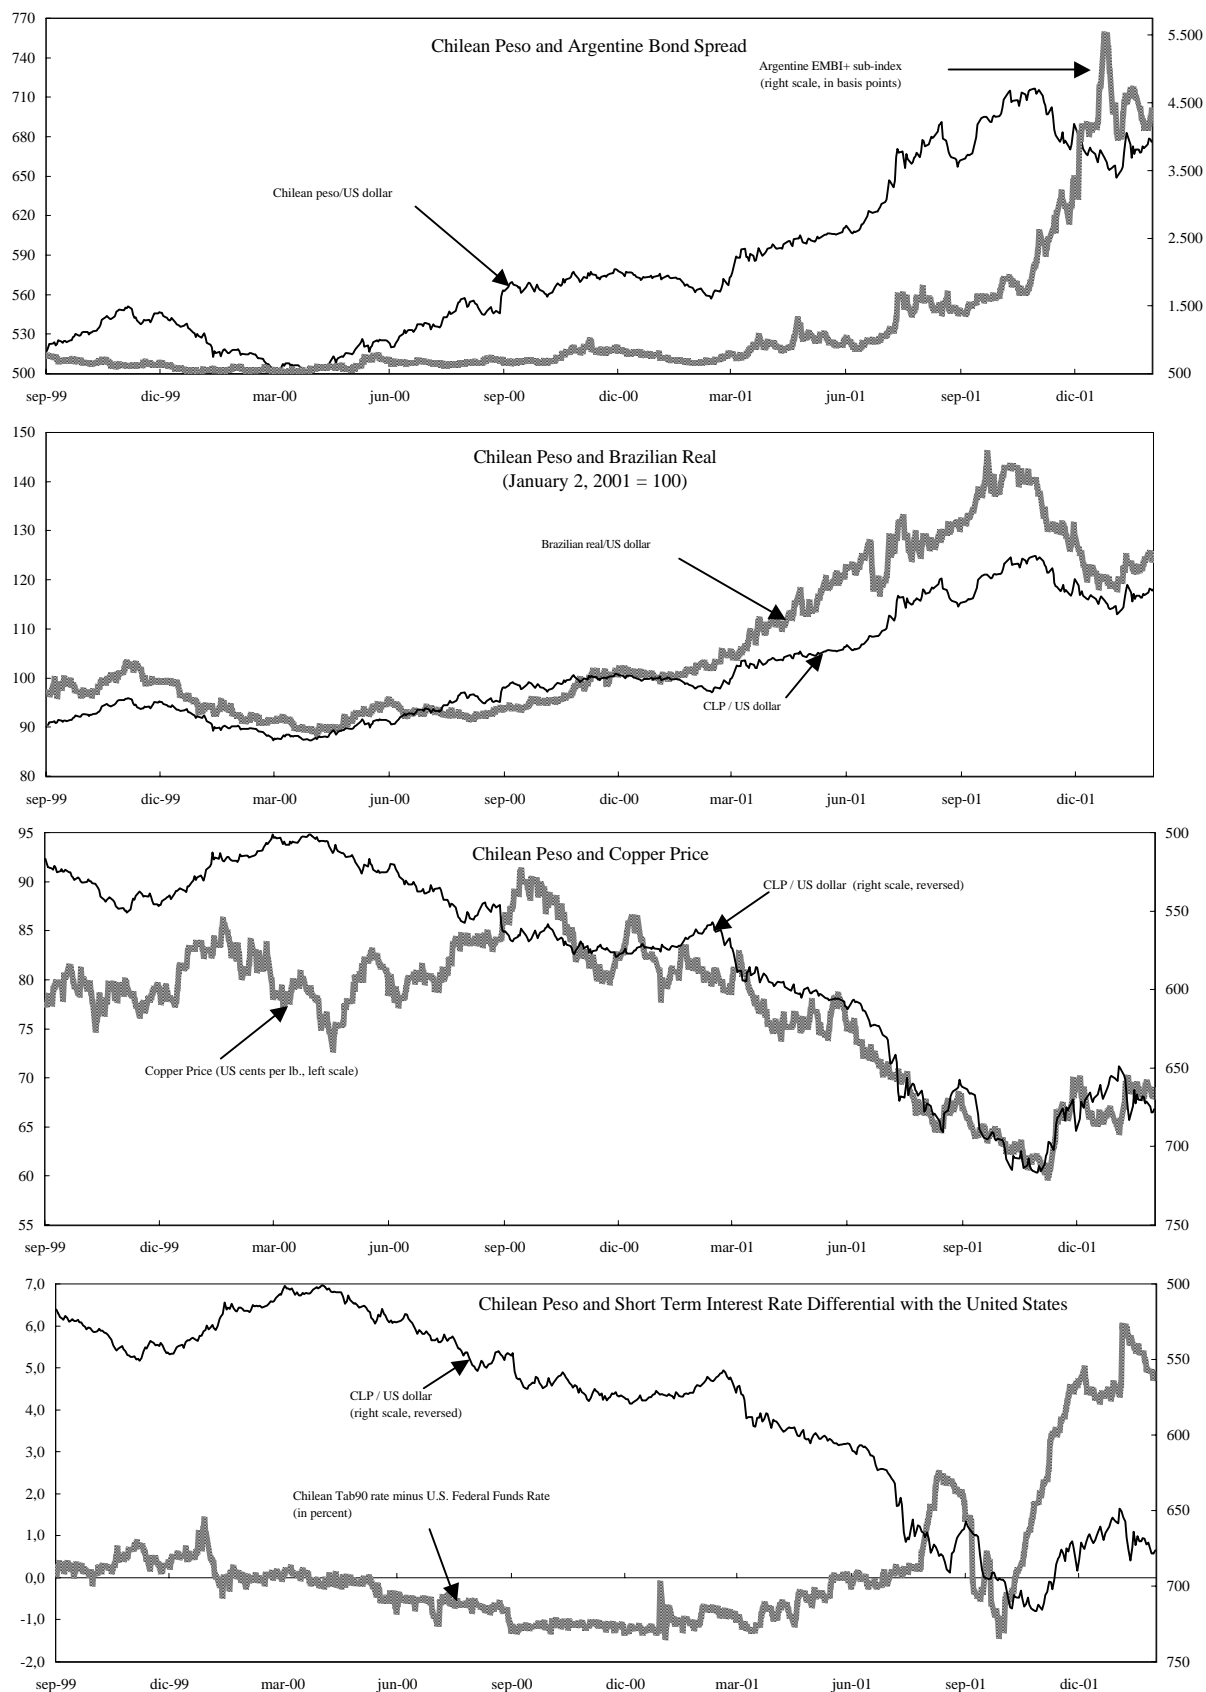 Chilean Peso and Argentine Bond Spread
770
740
710
680
650
620
590
560
530
500
5.500
4.500
3.500
2.500
1.500
500
Argentine EMBI+ sub-index
(right scale, in basis points)
Chilean peso/US dollar
sep-99 dic-99 mar-00 jun-00 sep-00 dic-00 mar-01 jun-01 sep-01 dic-01
Chilean Peso and Brazilian Real
(January 2, 2001 = 100)
150
140
130
120
110
100
90
80
Brazilian real/US dollar
CLP / US dollar
sep-99 dic-99 mar-00 jun-00 sep-00 dic-00 mar-01 jun-01 sep-01 dic-01
Chilean Peso and Copper Price
95
90
85
80
75
70
65
60
55
500
550
600
650
700
750
CLP / US dollar (right scale, reversed)
Copper Price (US cents per lb., left scale)
sep-99 dic-99 mar-00 jun-00 sep-00 dic-00 mar-01 jun-01 sep-01 dic-01
Chilean Peso and Short Term Interest Rate Differential with the United States
7,0
6,0
5,0
4,0
3,0
2,0
1,0
0,0
-1,0
-2,0
500
550
600
650
700
750
CLP / US dollar
(right scale, reversed)
Chilean Tab90 rate minus U.S. Federal Funds Rate
(in percent)
sep-99 dic-99 mar-00 jun-00 sep-00 dic-00 mar-01 jun-01 sep-01 dic-01